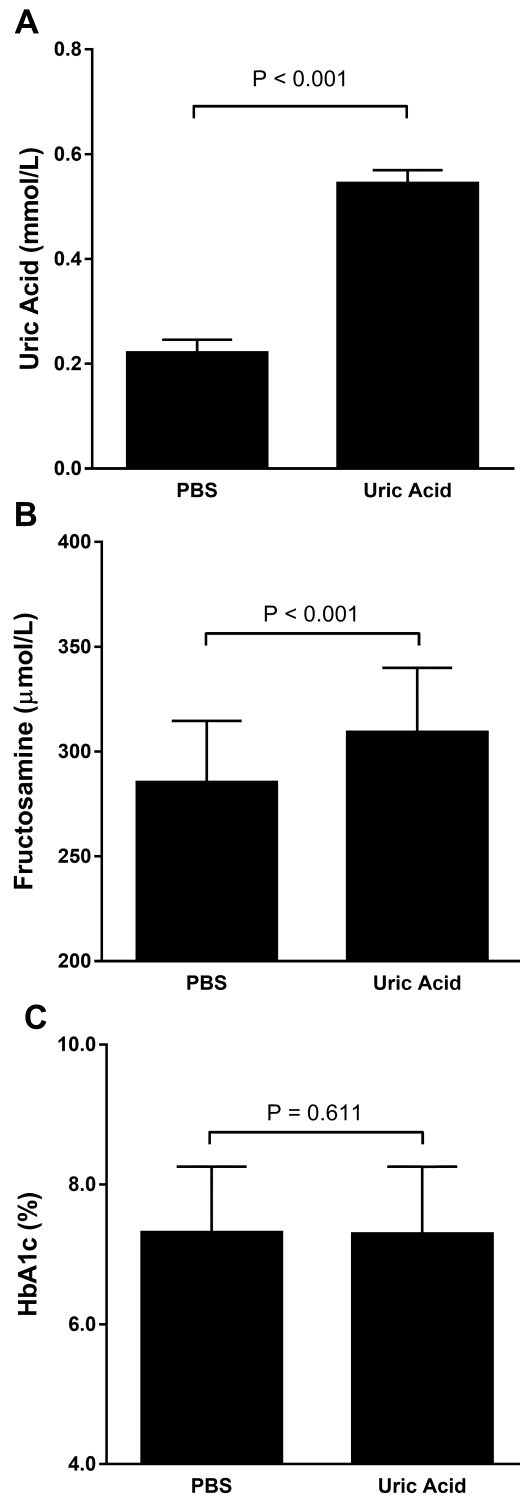 A
P < 0.001
Uric Acid (mmol/L)
0.8
0.6
0.4
0.2
0.0
PBS Uric Acid
B
P < 0.001
Fructosamine (μmol/L)
400
350
300
250
200
PBS Uric Acid
C
P = 0.611
HbA1c (%)
10.0
8.0
6.0
4.0
PBS Uric Acid